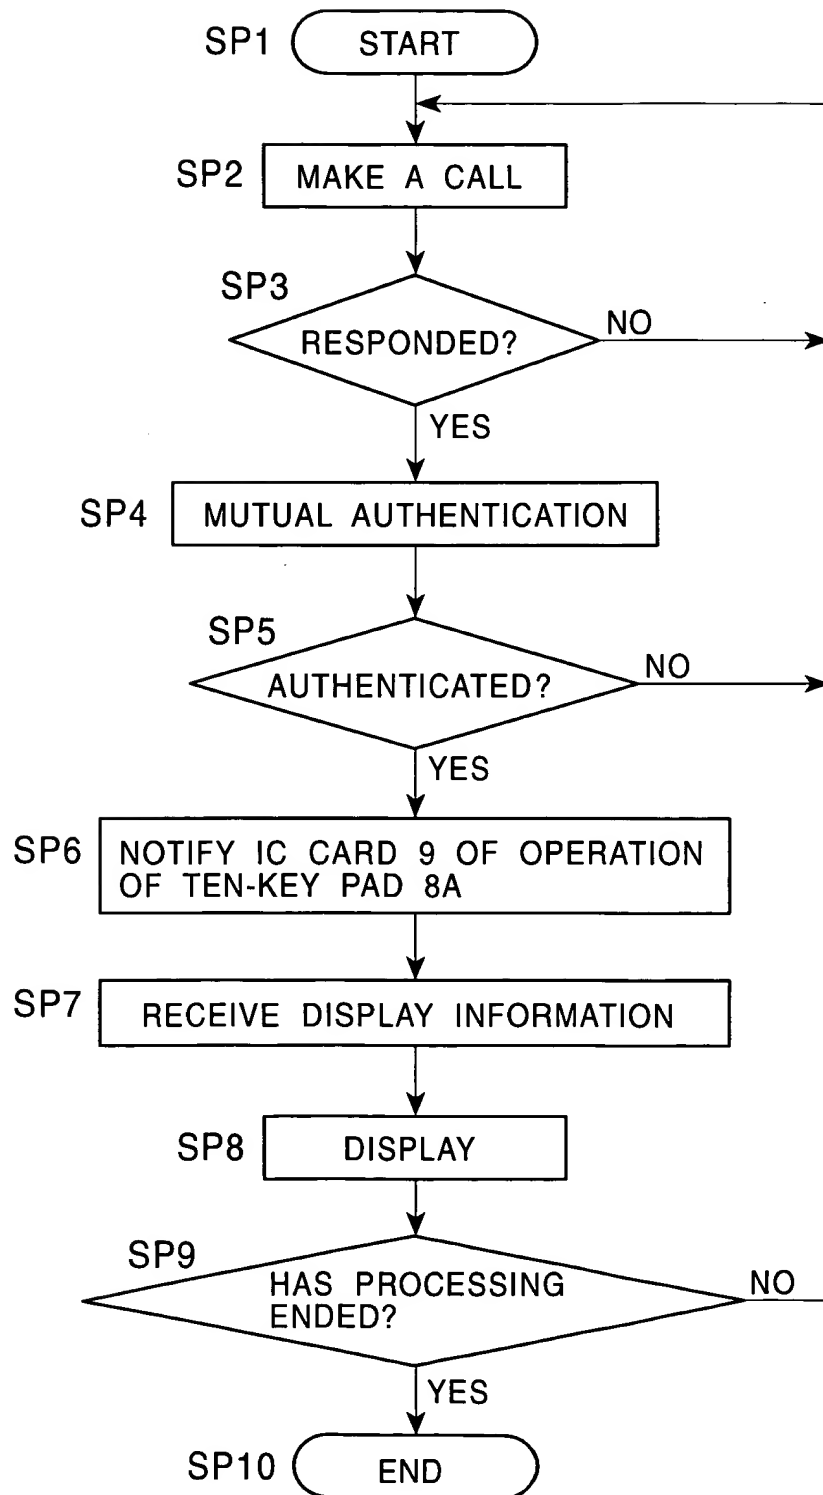 SP1 START
SP2 MAKE A CALL
SP3
RESPONDED? NO
YES
SP4 MUTUAL AUTHENTICATION
SP5
AUTHENTICATED? NO
YES
SP6 NOTIFY IC CARD 9 OF OPERATION
OF TEN-KEY PAD 8A
SP7 RECEIVE DISPLAY INFORMATION
SP8 DISPLAY
SP9
HAS PROCESSING NO
ENDED?
YES
SP10 END